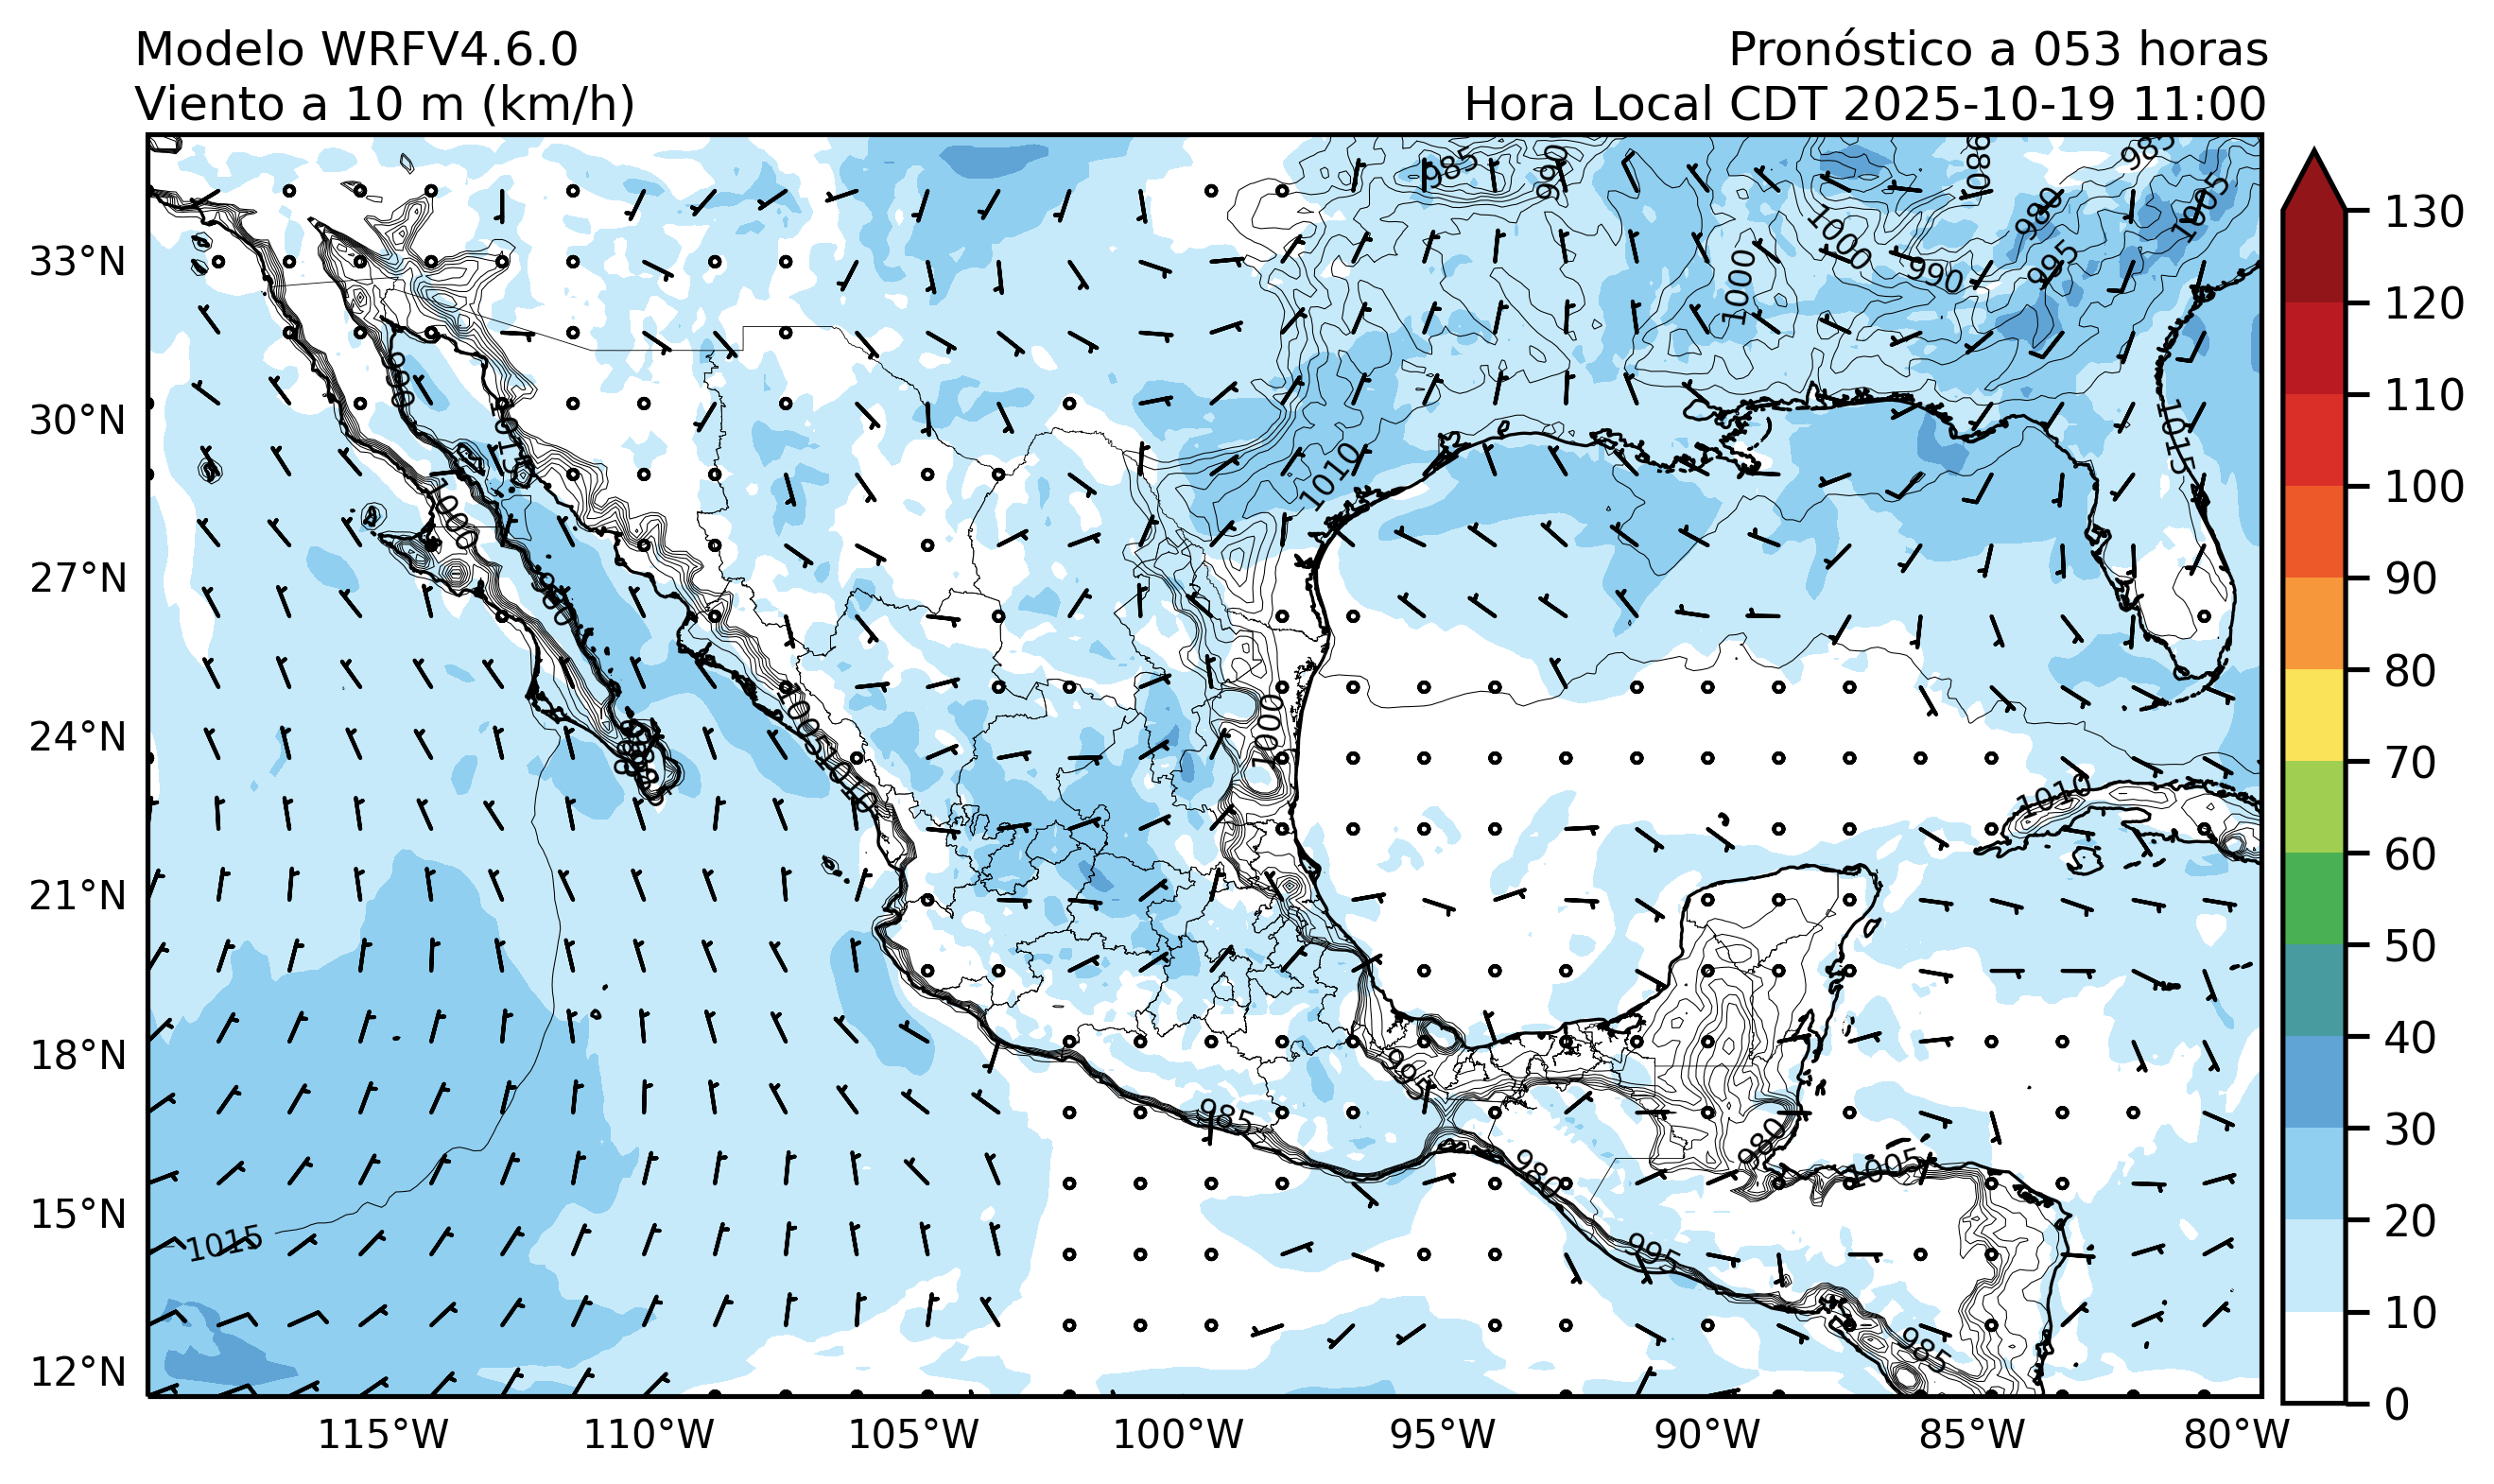 Modelo WRFV4.6.0
Viento a 10 m (km/h)
Pronóstico a 053 horas
Hora Local CDT 2025-10-19 11:00
33°N
30°N
27°N
24°N
21°N
18°N
15°N
12°N
115°W
110°W
105°W
100°W
95°W
90°W
85°W
80°W
130
120
110
100
90
80
70
60
50
40
30
20
10
0
985
990
980
985
1005
980
1000
995
990
1000
1015
1015
1010
1000
1005
1010
1000
1010
995
985
980
980
1005
995
985
1015